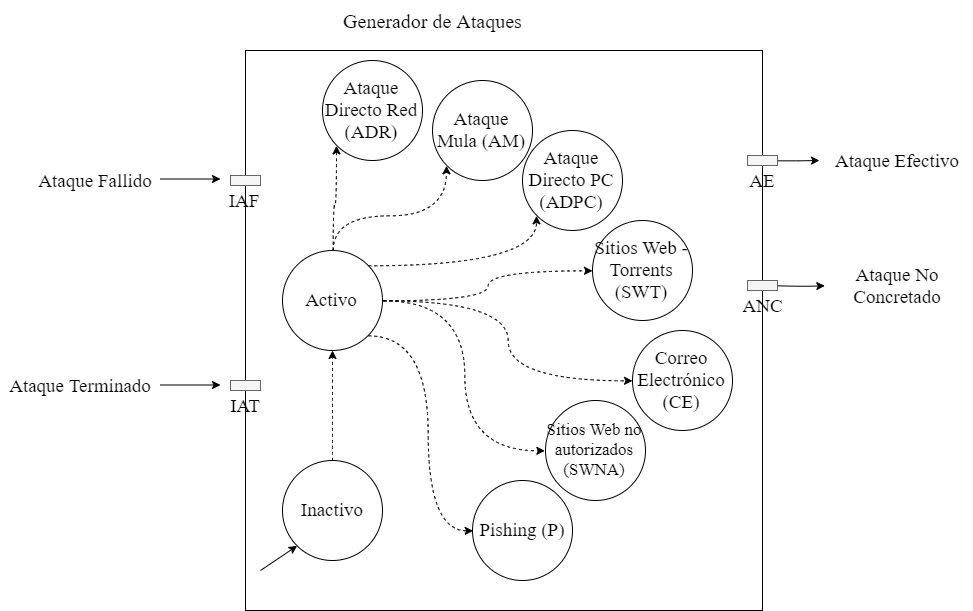 Generador de Ataques
Ataque
Directo Red
(ADR)
Ataque
Mula (AM)
Ataque
Directo PC
(ADPC)
Ataque Fallido
IAF
AE
Ataque Efectivo
Sitios Web -
Torrents
(SWT)
Activo
ANC
Ataque No
Concretado
Ataque Terminado
IAT
Correo
Electrónico
(CE)
Sitios Web no
autorizados
(SWNA)
Inactivo
Pishing (P)